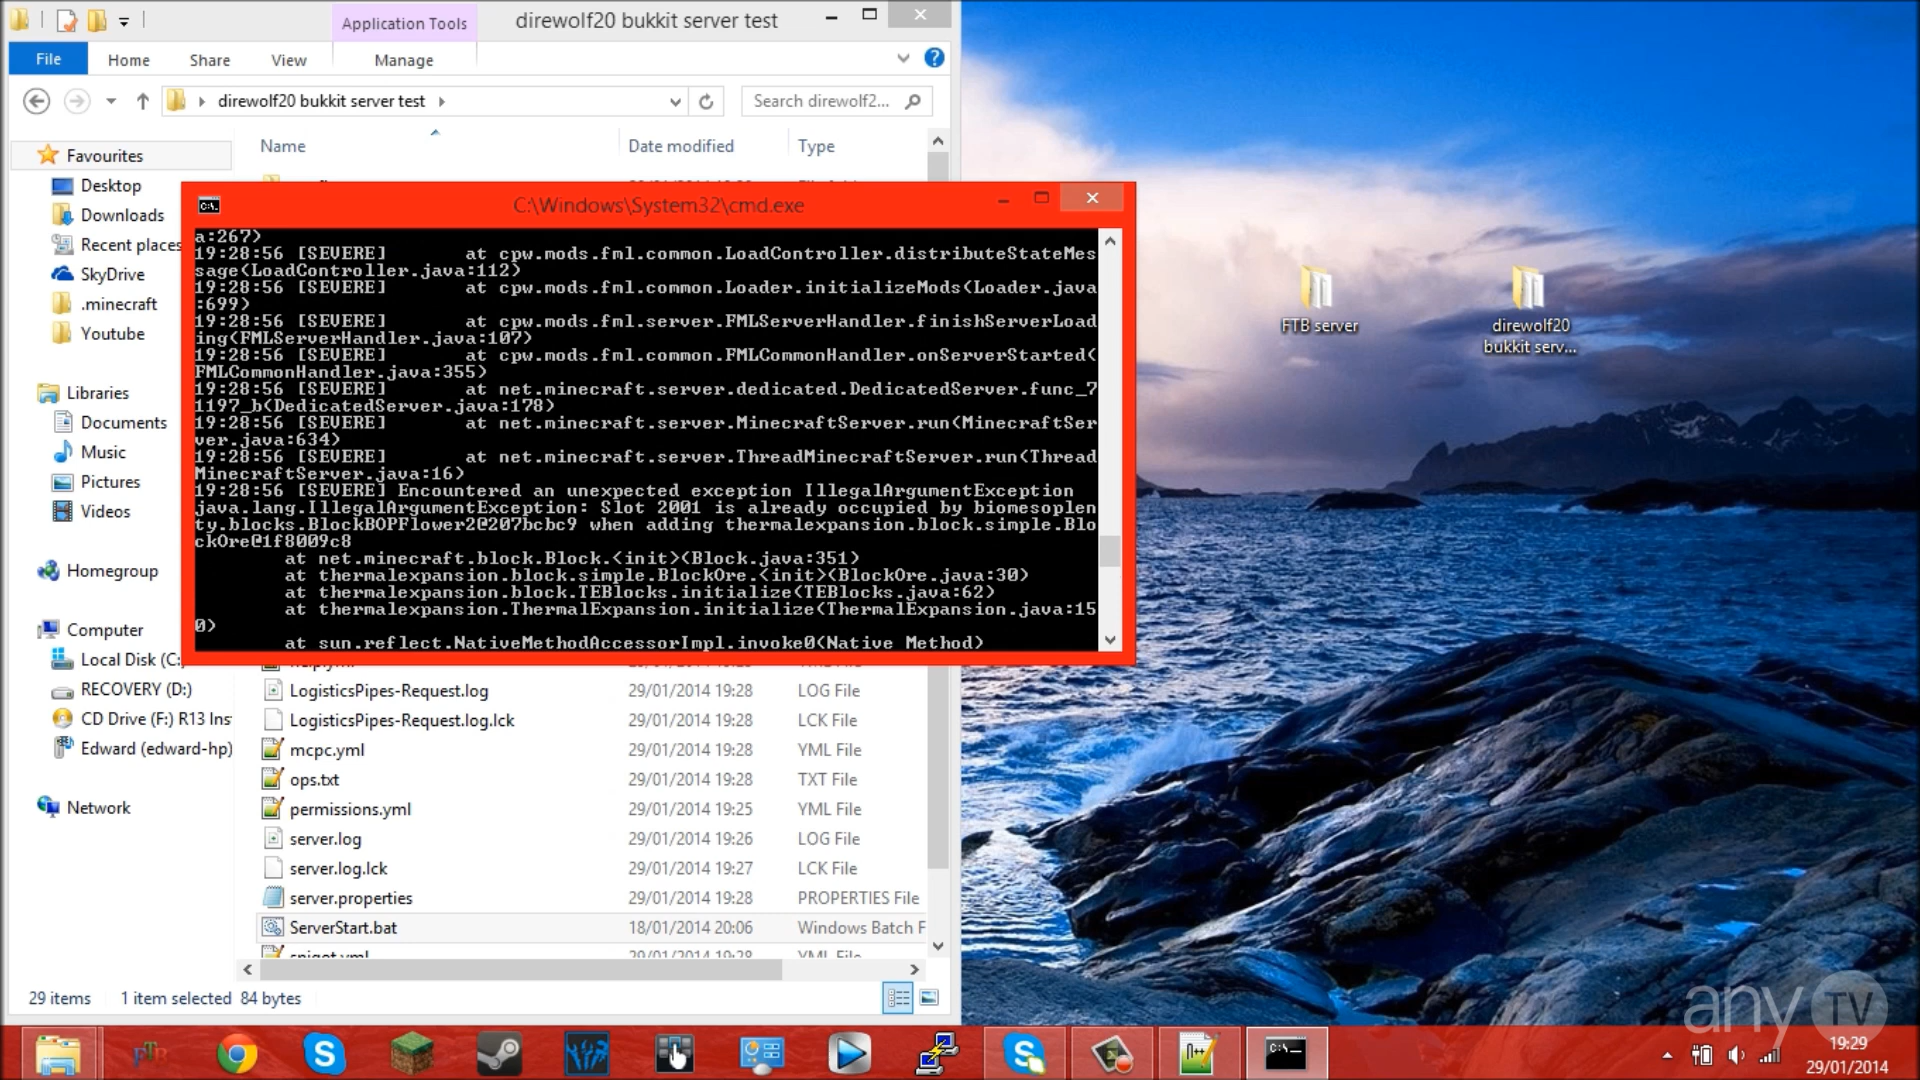 Application Tools
direwolf20 bukkit server test
File
Home
Share
View
Manage
direwolf20 bukkit server test
Search direwolf2...
Name
Date modified
Type
Favourites
Desktop
Downloads
Recent places
SkyDrive
.minecraft
Youtube
Libraries
Documents
Music
Pictures
Videos
Homegroup
Computer
Local Disk (C:
RECOVERY (D:)
CD Drive (F:) R13 Ins
Edward (edward-hp)
Network
C:\Windows\System32\cmd.exe
a:267)
19:28:56 [SEVERE] at cpw.mods.fml.common.LoadController.distributeStateMes
sage(LoadController.java:112)
19:28:56 [SEVERE] at cpw.mods.fml.common.Loader.initializeMods(Loader.java
:699)
19:28:56 [SEVERE] at cpw.mods.fml.server.FMLServerHandler.finishServerLoad
ing(FMLServerHandler.java:107)
19:28:56 [SEVERE] at cpw.mods.fml.common.FMLCommonHandler.onServerStarted(
FMLCommonHandler.java:355)
19:28:56 [SEVERE] at net.minecraft.server.dedicated.DedicatedServer.func_7
1197_b(DedicatedServer.java:178)
19:28:56 [SEVERE] at net.minecraft.server.MinecraftServer.run(MinecraftSer
ver.java:634)
19:28:56 [SEVERE] at net.minecraft.server.ThreadMinecraftServer.run(Thread
MinecraftServer.java:16)
19:28:56 [SEVERE] Encountered an unexpected exception IllegalArgumentException
java.lang.IllegalArgumentException: Slot 2001 is already occupied by biomesoplen
ty.blocks.BlockBOPFlower2@207bcbc9 when adding thermalexpansion.block.simple.Blo
ckOre@1f8009c8
at net.minecraft.block.Block.<init>(Block.java:351)
at thermalexpansion.block.simple.BlockOre.<init>(BlockOre.java:30)
at thermalexpansion.block.TEBlocks.initialize(TEBlocks.java:62)
at thermalexpansion.ThermalExpansion.initialize(ThermalExpansion.java:15
0)
at sun.reflect.NativeMethodAccessorImpl.invoke0(Native Method)
LogisticsPipes-Request.log 29/01/2014 19:28 LOG File
LogisticsPipes-Request.log.lck 29/01/2014 19:28 LCK File
mcpc.yml 29/01/2014 19:28 YML File
ops.txt 29/01/2014 19:28 TXT File
permissions.yml 29/01/2014 19:25 YML File
server.log 29/01/2014 19:26 LOG File
server.log.lck 29/01/2014 19:27 LCK File
server.properties 29/01/2014 19:28 PROPERTIES File
ServerStart.bat 18/01/2014 20:06 Windows Batch F
29 items 1 item selected 84 bytes
FTB server
direwolf20
bukkit serv...
any TV
19:29
29/01/2014